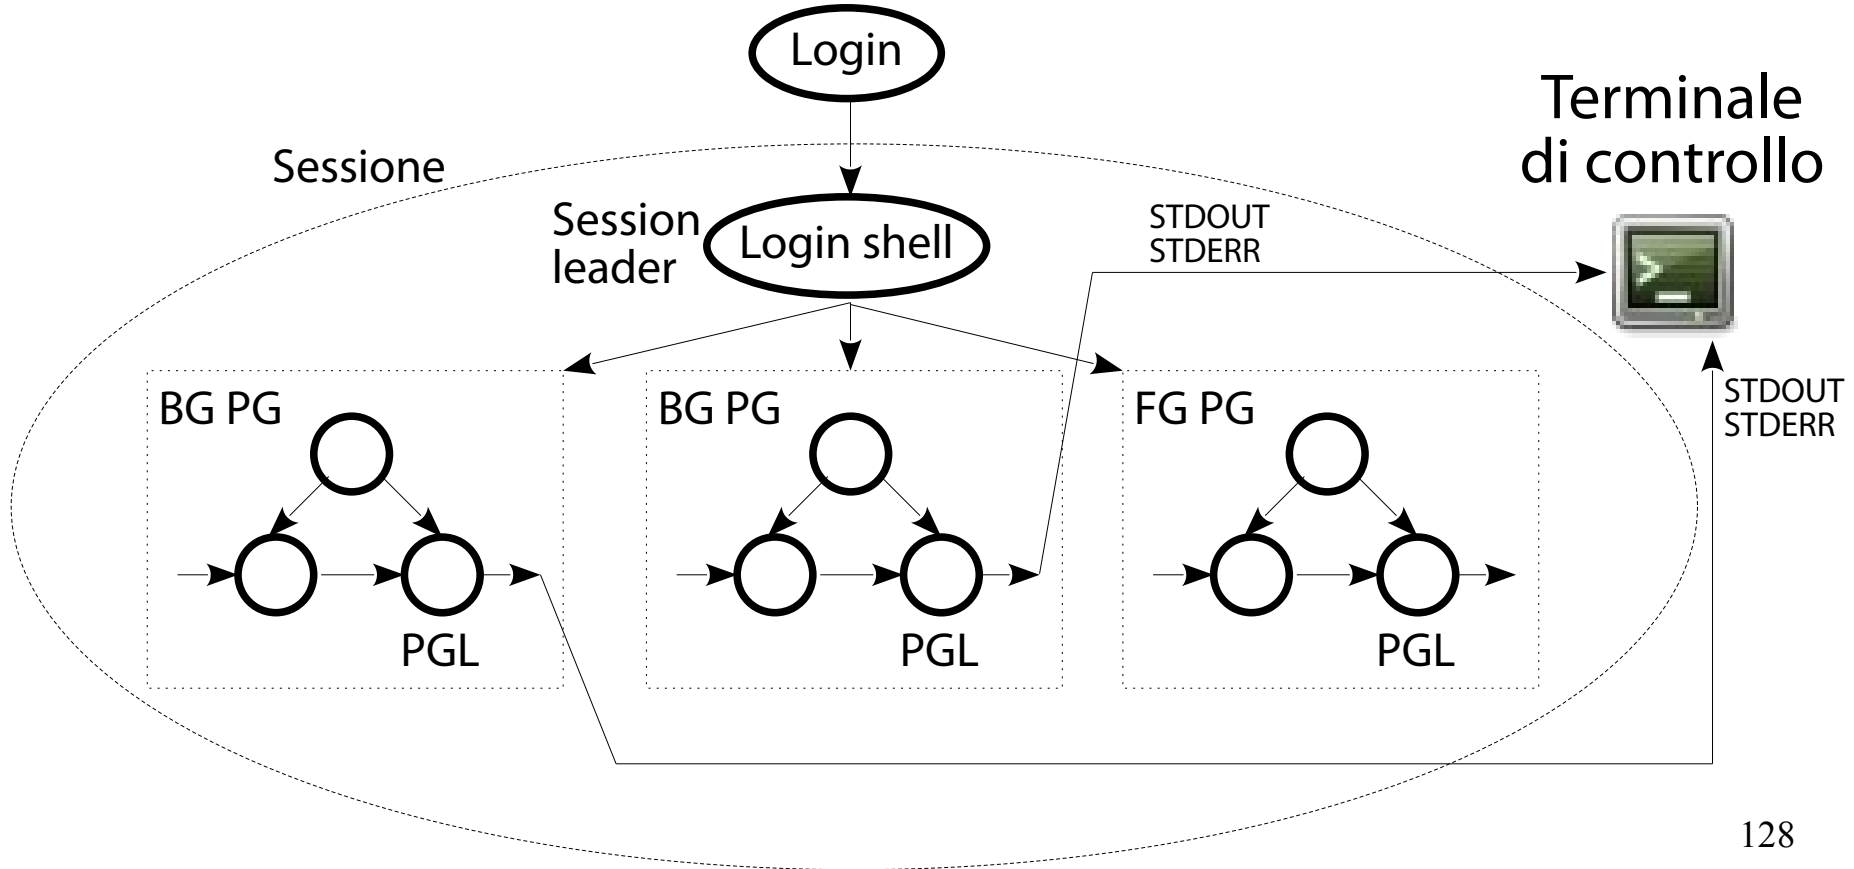 Login
Terminale
di controllo
Sessione
Session
leader
Login shell
STDOUT
STDERR
BG PG
BG PG
FG PG
STDOUT
STDERR
PGL
PGL
PGL
128